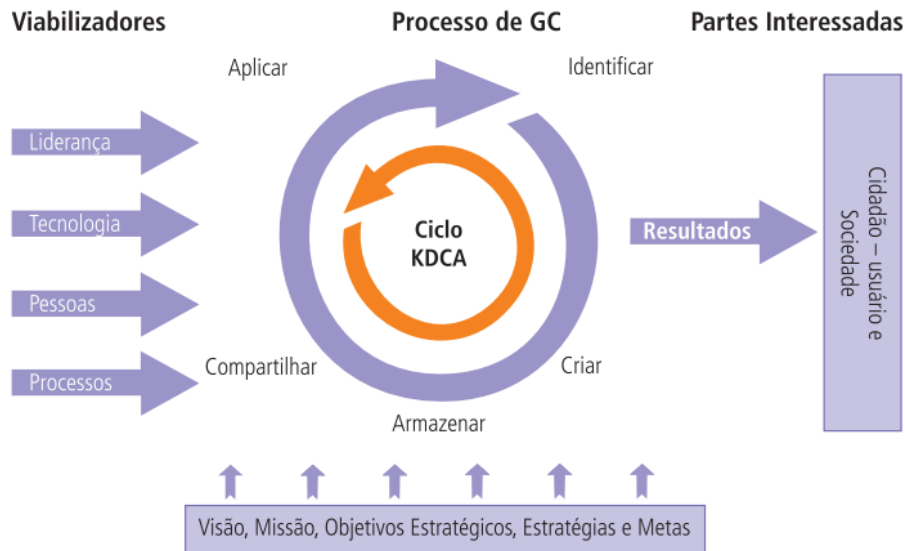 Viabilizadores
Processo de GC
Partes Interessadas
Aplicar
Identificar
Liderança
Tecnologia
Pessoas
Processos
Ciclo
KDCA
Resultados
Cidadão – usuário e
Sociedade
Compartilhar
Criar
Armazenar
Visão, Missão, Objetivos Estratégicos, Estratégias e Metas